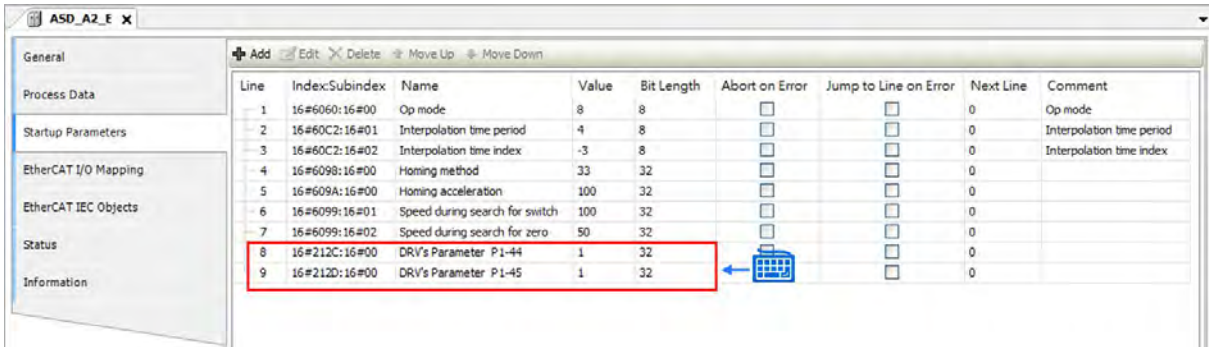 ASD_A2_E X
General
Process Data
Startup Parameters
EtherCAT I/O Mapping
EtherCAT IEC Objects
Status
Information
Add Edit Delete Move Up Move Down
Line Index:Subindex Name Value Bit Length Abort on Error Jump to Line on Error Next Line Comment
1 16#6060:16#00 Op mode 8 8 0 Op mode
2 16#60C2:16#01 Interpolation time period 4 8 0 Interpolation time period
3 16#60C2:16#02 Interpolation time index -3 8 0 Interpolation time index
4 16#6098:16#00 Homing method 33 32 0
5 16#609A:16#00 Homing acceleration 100 32 0
6 16#6099:16#01 Speed during search for switch 100 32 0
7 16#6099:16#02 Speed during search for zero 50 32 0
8 16#212C:16#00 DRV's Parameter P1-44 1 32 0
9 16#212D:16#00 DRV's Parameter P1-45 1 32 0